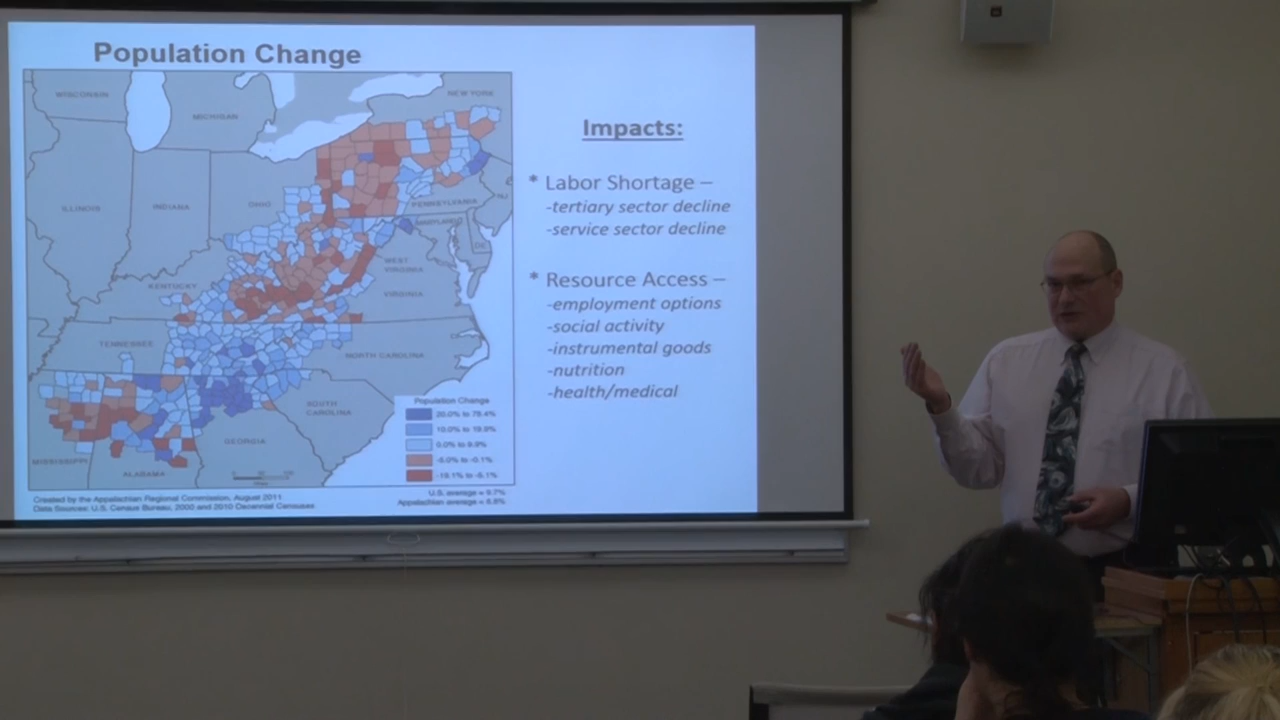 Population Change
WISCONSIN
MICHIGAN
NEW YORK
ILLINOIS
INDIANA
OHIO
PENNSYLVANIA
NJ
MARYLAND
DE
WEST
VIRGINIA
KENTUCKY
VIRGINIA
TENNESSEE
NORTH CAROLINA
SOUTH
CAROLINA
GEORGIA
MISSISSIPPI
ALABAMA
Population Change
20.0% to 78.4%
10.0% to 19.9%
0.0% to 9.9%
-5.0% to -0.1%
-19.1% to -5.1%
U.S. average = 9.7%
Appalachian average = 6.8%
Created by the Appalachian Regional Commission, August 2011
Data Sources: U.S. Census Bureau, 2000 and 2010 Decennial Censuses
Impacts:
* Labor Shortage –
-tertiary sector decline
-service sector decline
* Resource Access –
-employment options
-social activity
-instrumental goods
-nutrition
-health/medical